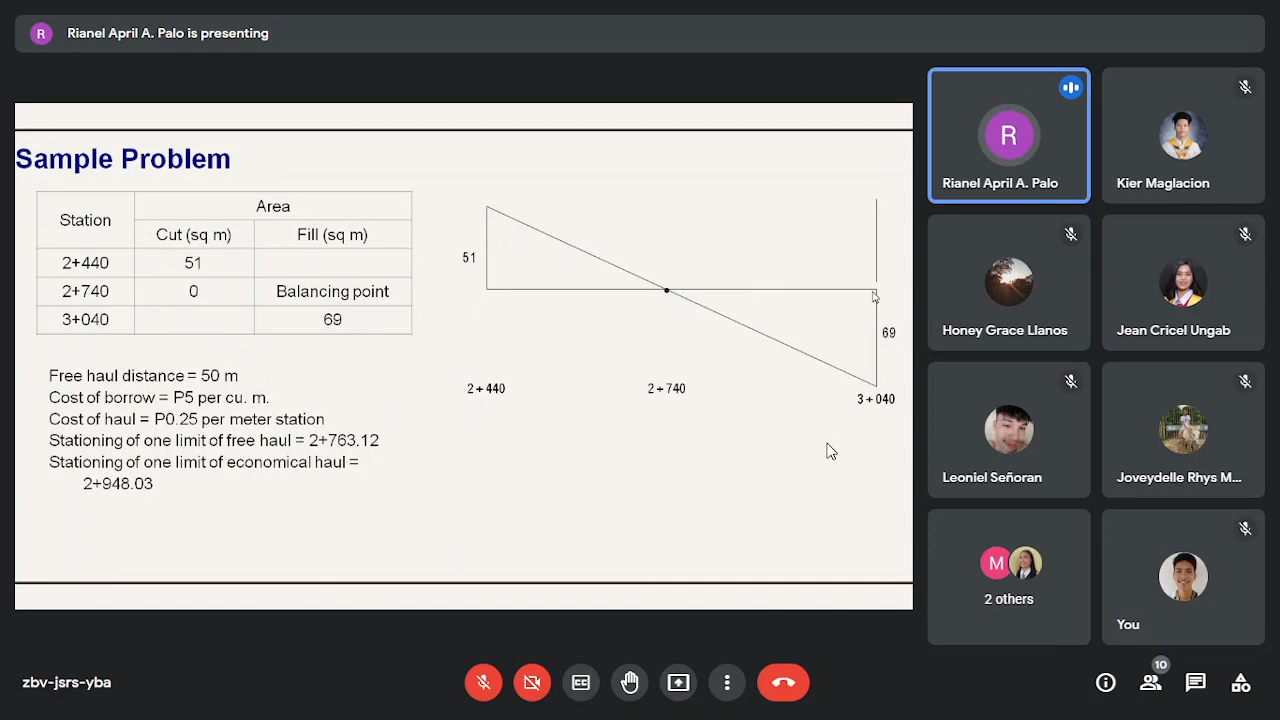 R Rianel April A. Palo is presenting
Sample Problem
Station Area
Cut (sq m) Fill (sq m)
2+440 51
2+740 0 Balancing point
3+040 69
Free haul distance = 50 m
Cost of borrow = P5 per cu. m.
Cost of haul = P0.25 per meter station
Stationing of one limit of free haul = 2+763.12
Stationing of one limit of economical haul =
2+948.03
51
69
2+440
2+740
3+040
R
Rianel April A. Palo
Kier Maglacion
Honey Grace Llanos
Jean Cricel Ungab
Leoniel Señoran
Joveydelle Rhys M...
M
2 others
You
zbv-jsrs-yba
CC
10